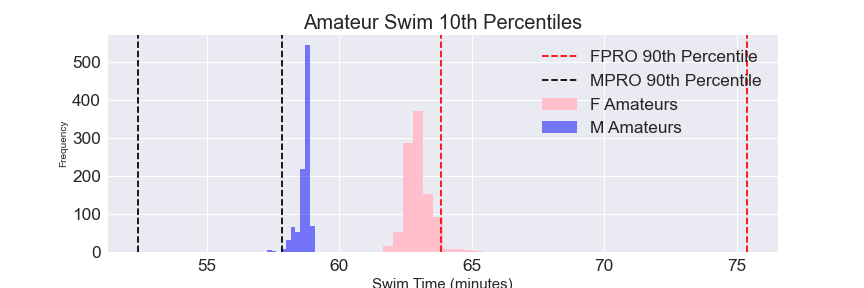 Amateur Swim 10th Percentiles
FPRO 90th Percentile
MPRO 90th Percentile
F Amateurs
M Amateurs
Frequency
500
400
300
200
100
0
55 60 65 70 75
Swim Time (minutes)